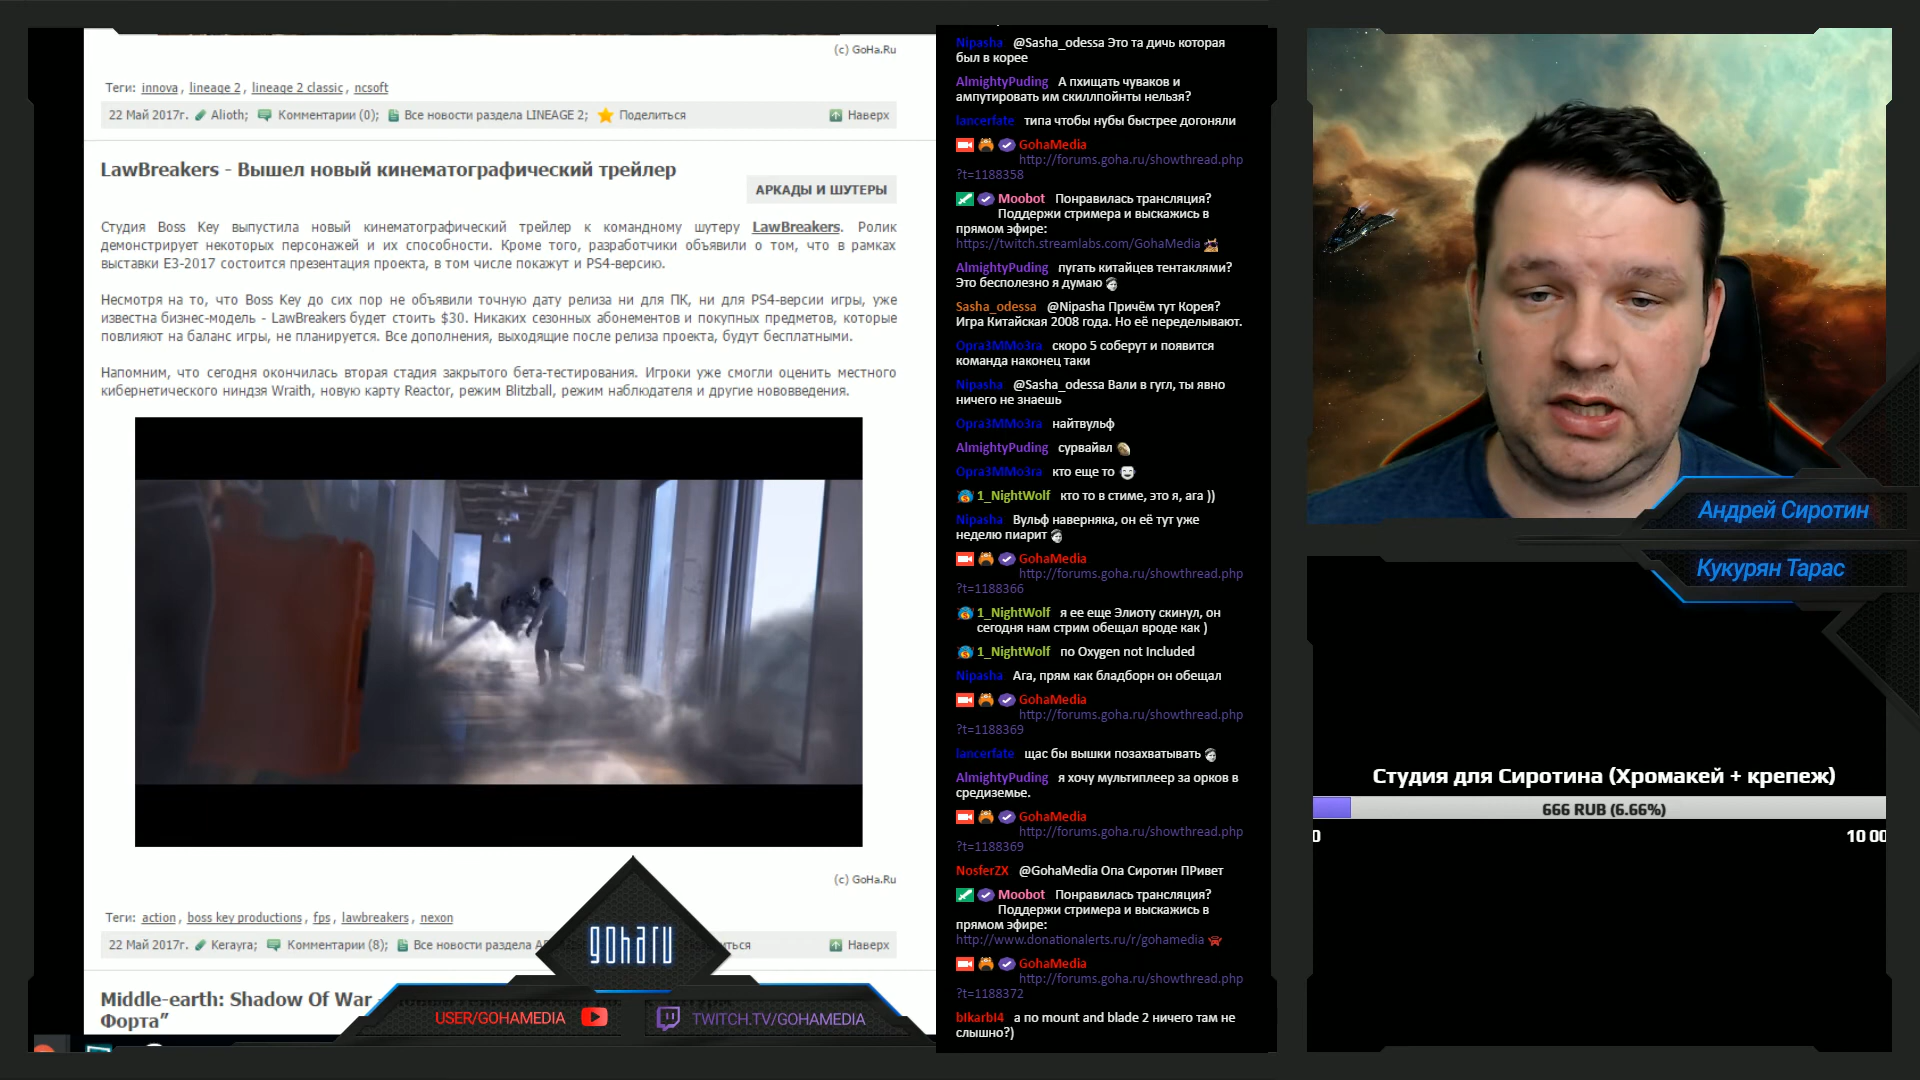 (c) GoHa.Ru
Теги: innova, lineage 2, lineage 2 classic, ncsoft
22 Май 2017г. Alioth; Комментарии (0); Все новости раздела LINEAGE 2; Поделиться Наверх
LawBreakers - Вышел новый кинематографический трейлер
АРКАДЫ И ШУТЕРЫ
Студия Boss Key выпустила новый кинематографический трейлер к командному шутеру LawBreakers. Ролик
демонстрирует некоторых персонажей и их способности. Кроме того, разработчики объявили о том, что в рамках
выставки E3-2017 состоится презентация проекта, в том числе покажут и PS4-версию.
Несмотря на то, что Boss Key до сих пор не объявили точную дату релиза ни для ПК, ни для PS4-версии игры, уже
известна бизнес-модель - LawBreakers будет стоить $30. Никаких сезонных абонементов и покупных предметов, которые
повлияют на баланс игры, не планируется. Все дополнения, выходящие после релиза проекта, будут бесплатными.
Напомним, что сегодня окончилась вторая стадия закрытого бета-тестирования. Игроки уже смогли оценить местного
кибернетического ниндзя Wraith, новую карту Reactor, режим Blitzball, режим наблюдателя и другие нововведения.
(c) GoHa.Ru
Теги: action, boss key productions, fps, lawbreakers, nexon
22 Май 2017г. Kerayra; Комментарии (8); Все новости раздела Наверх
Middle-earth: Shadow Of War
Форта"
goharu
USER/GOHAMEDIA
TWITCH.TV/GOHAMEDIA
Nipasha @Sasha_odessa Это та дичь которая
был в корее
AlmightyPuding А пхищать чуваков и
ампутировать им скиллпойнты нельзя?
lancerfate типа чтобы нубы быстрее догоняли
GohaMedia
http://forums.goha.ru/showthread.php
?t=1188358
Moobot Понравилась трансляция?
Поддержи стримера и выскажись в
прямом эфире:
https://twitch.streamlabs.com/GohaMedia
AlmightyPuding пугать китайцев тентаклями?
Это бесполезно я думаю
Sasha_odessa @Nipasha Причём тут Корея?
Игра Китайская 2008 года. Но её переделывают.
Opra3MMo3ra скоро 5 соберут и появится
команда наконец таки
Nipasha @Sasha_odessa Вали в гугл, ты явно
ничего не знаешь
Opra3MMo3ra найтвульф
AlmightyPuding сурвайвл
Opra3MMo3ra кто еще то
1_NightWolf кто то в стиме, это я, ага ))
Nipasha Вульф наверняка, он её тут уже
неделю пиарит
GohaMedia
http://forums.goha.ru/showthread.php
?t=1188366
1_NightWolf я ее еще Элиоту скинул, он
сегодня нам стрим обещал вроде как )
1_NightWolf по Oxygen not Included
Nipasha Ага, прям как бладборн он обещал
GohaMedia
http://forums.goha.ru/showthread.php
?t=1188369
lancerfate щас бы вышки позахватывать
AlmightyPuding я хочу мультиплеер за орков в
средиземье.
GohaMedia
http://forums.goha.ru/showthread.php
?t=1188369
NosferZX @GohaMedia Опа Сиротин ПРивет
Moobot Понравилась трансляция?
Поддержи стримера и выскажись в
прямом эфире:
http://www.donationalerts.ru/r/gohamedia
GohaMedia
http://forums.goha.ru/showthread.php
?t=1188372
blkarbl4 а по mount and blade 2 ничего там не
слышно?)
Андрей Сиротин
Кукурян Тарас
Студия для Сиротина (Хромакей + крепеж)
666 RUB (6.66%)
0 10 00